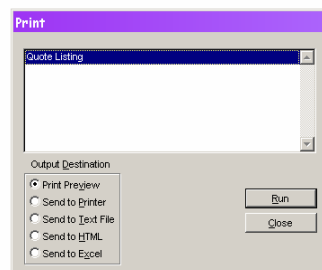 Print
Quote Listing
Output Destination
Print Preview
Send to Printer
Send to Text File
Send to HTML
Send to Excel
Run
Close